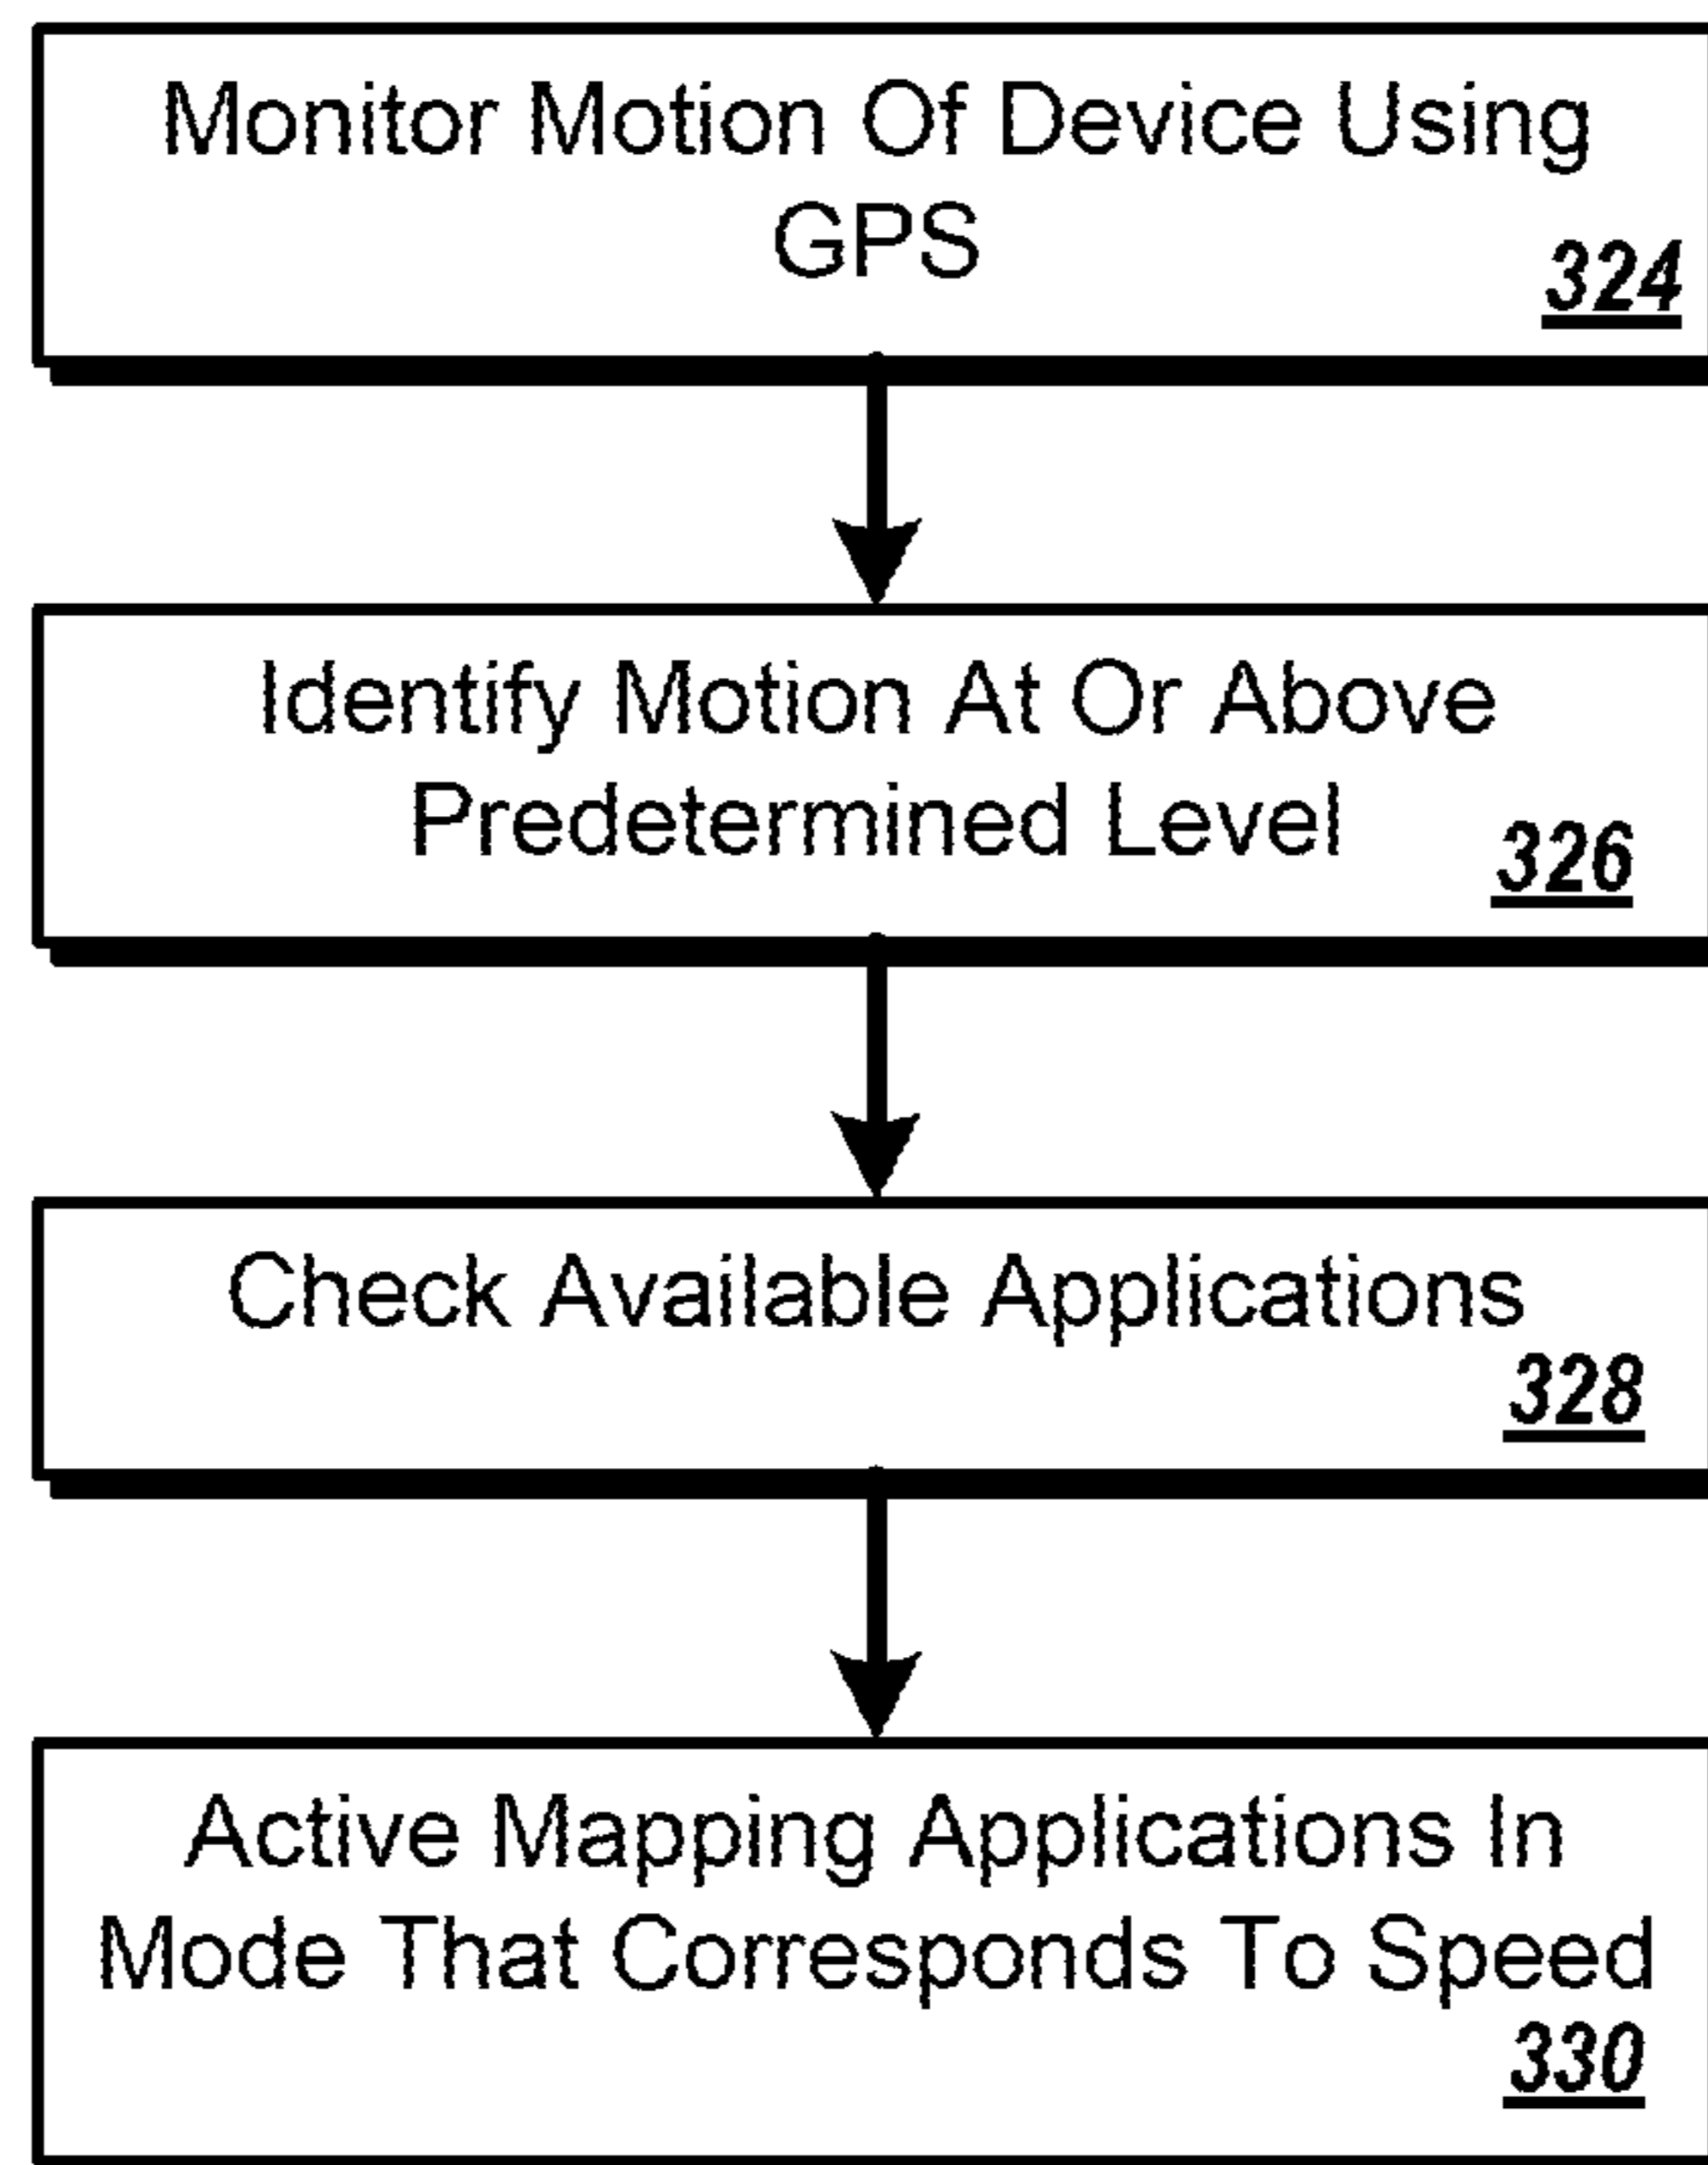 Monitor Motion Of Device Using
GPS
324
Identify Motion At Or Above
Predetermined Level
326
Check Available Applications
328
Active Mapping Applications In
Mode That Corresponds To Speed
330